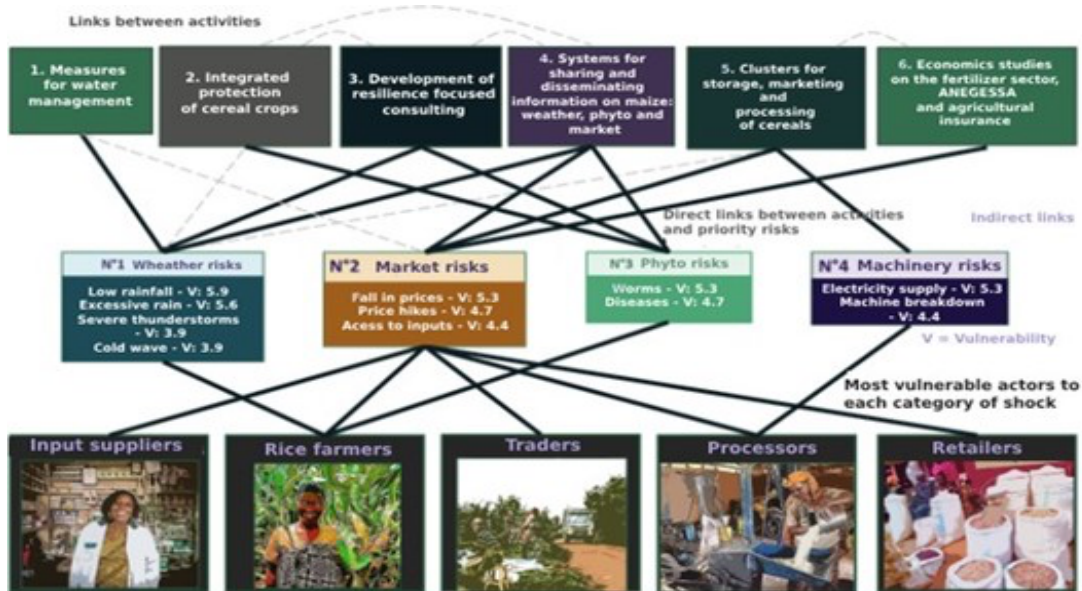 Links between activities
1. Measures
for water
management
2. Integrated
protection
of cereal crops
3. Development of
resilience focused
consulting
4. Systems for
sharing and
disseminating
information on maize:
weather, phyto and
market
5. Clusters for
storage, marketing
and
processing
of cereals
6. Economics studies
on the fertilizer sector,
ANEGESSA
and agricultural
insurance
Direct links between activities
and priority risks
Indirect links
N°1 Wheather risks
Low rainfall - V: 5.9
Excessive rain - V: 5.6
Severe thunderstorms
- V: 3.9
Cold wave - V: 3.9
N°2 Market risks
Fall in prices - V: 5.3
Price hikes - V: 4.7
Acess to inputs - V: 4.4
N°3 Phyto risks
Worms - V: 5.3
Diseases - V: 4.7
N°4 Machinery risks
Electricity supply - V: 5.3
Machine breakdown
- V: 4.4
V = Vulnerability
Most vulnerable actors to
each category of shock
Input suppliers
Rice farmers
Traders
Processors
Retailers